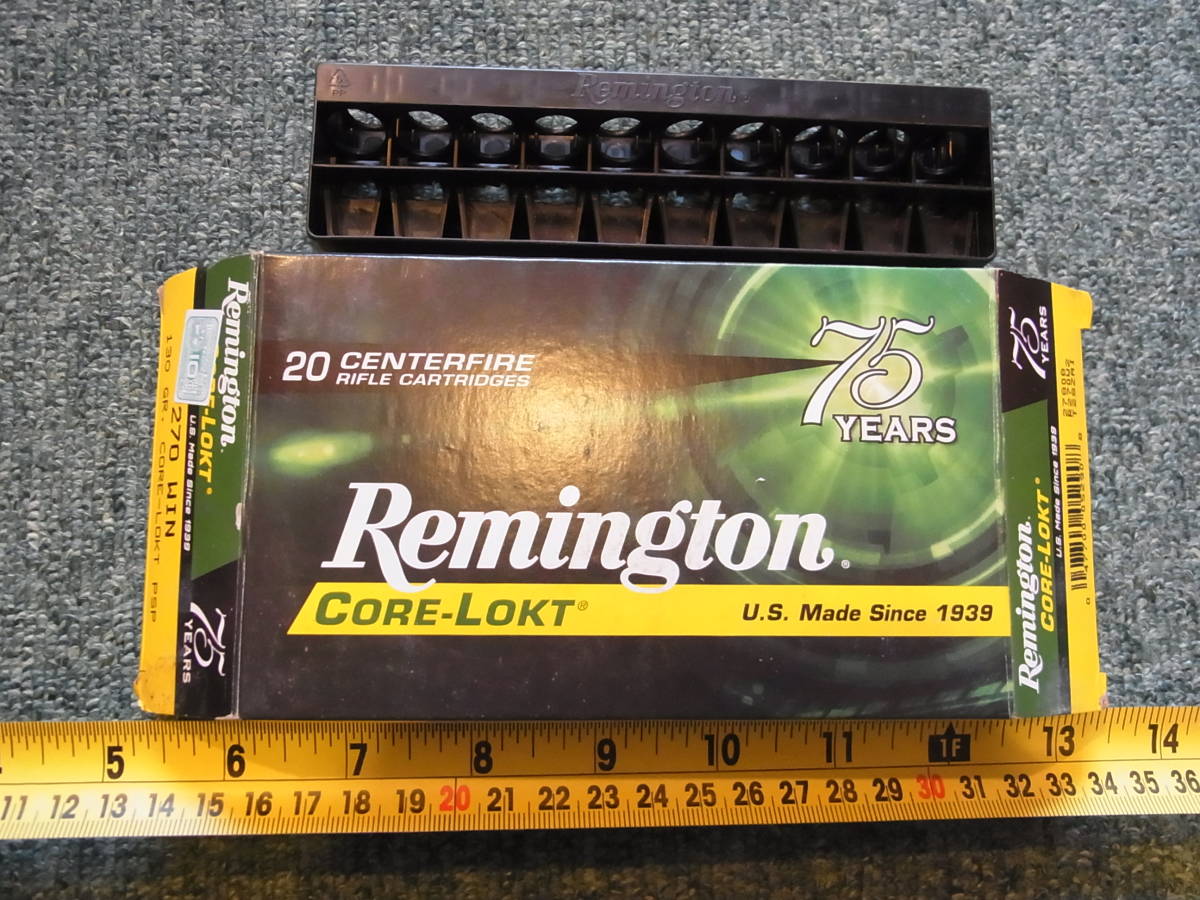 PP
Remington
20 CENTERFIRE
RIFLE CARTRIDGES
75
YEARS
Remington®
CORE-LOKT®
U.S. Made Since 1939
Remington
CORE-LOKT®
U.S. Made Since 1939
270 WIN
130 GR. CORE-LOKT PSP
75
YEARS
75
YEARS
Remington
CORE-LOKT®
U.S. Made Since 1939
5 6 7 8 9 10 11 1F 13 14
11 12 13 14 15 16 17 18 19 20 21 22 23 24 25 26 27 28 29 30 31 32 33 34 35 36